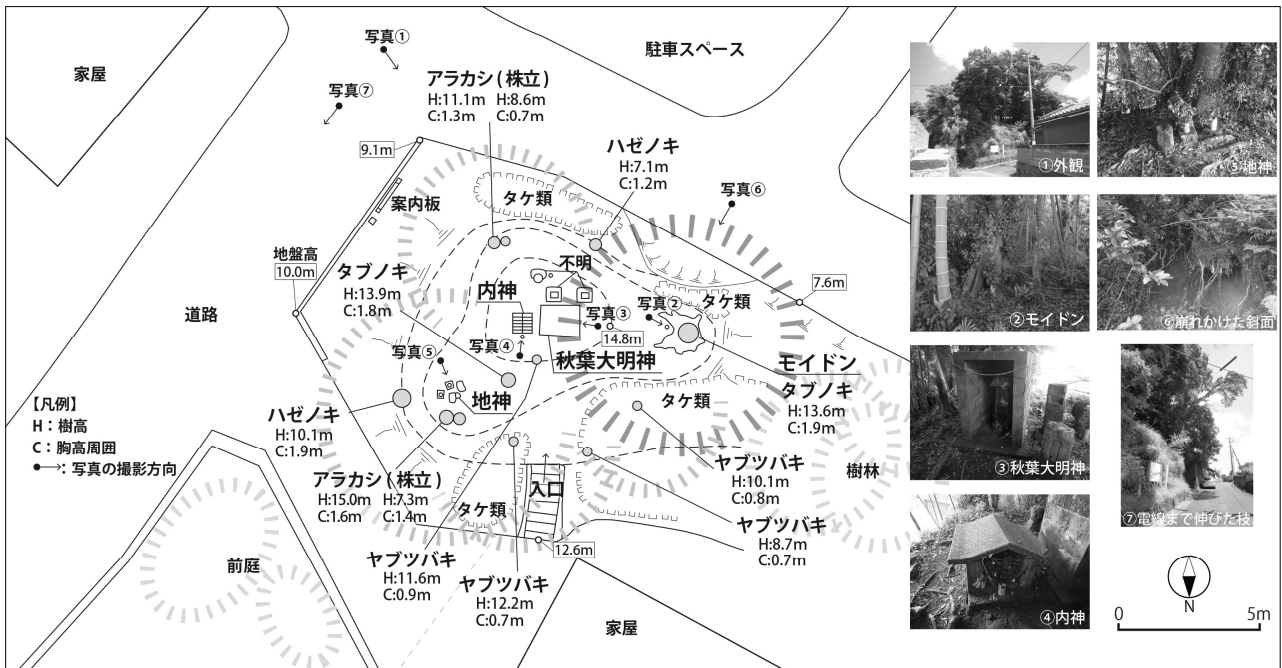 写真①
家屋
駐車スペース
写真⑦
アラカシ ( 株立 )
H:11.1m H:8.6m
C:1.3m C:0.7m
9.1m
ハゼノキ
H:7.1m
C:1.2m
写真⑥
案内板
タケ類
地盤高
10.0m
タブノキ
H:13.9m
C:1.8m
不明
内神
写真③
写真②
タケ類
7.6m
道路
14.8m
写真⑤
写真④
秋葉大明神
モイドン
タブノキ
H:13.6m
C:1.9m
【凡例】
H：樹高
C：胸高周囲
●→: 写真の撮影方向
地神
タケ類
ハゼノキ
H:10.1m
C:1.9m
ヤブツバキ
H:10.1m
C:0.8m
樹林
アラカシ ( 株立 )
H:15.0m H:7.3m
C:1.6m C:1.4m
タケ類
入口
ヤブツバキ
H:8.7m
C:0.7m
12.6m
ヤブツバキ
H:11.6m
C:0.9m
ヤブツバキ
H:12.2m
C:0.7m
前庭
家屋
①外観
⑤地神
②モイドン
⑥崩れかけた斜面
③秋葉大明神
⑦電線まで伸びた枝
④内神
N
0 5m